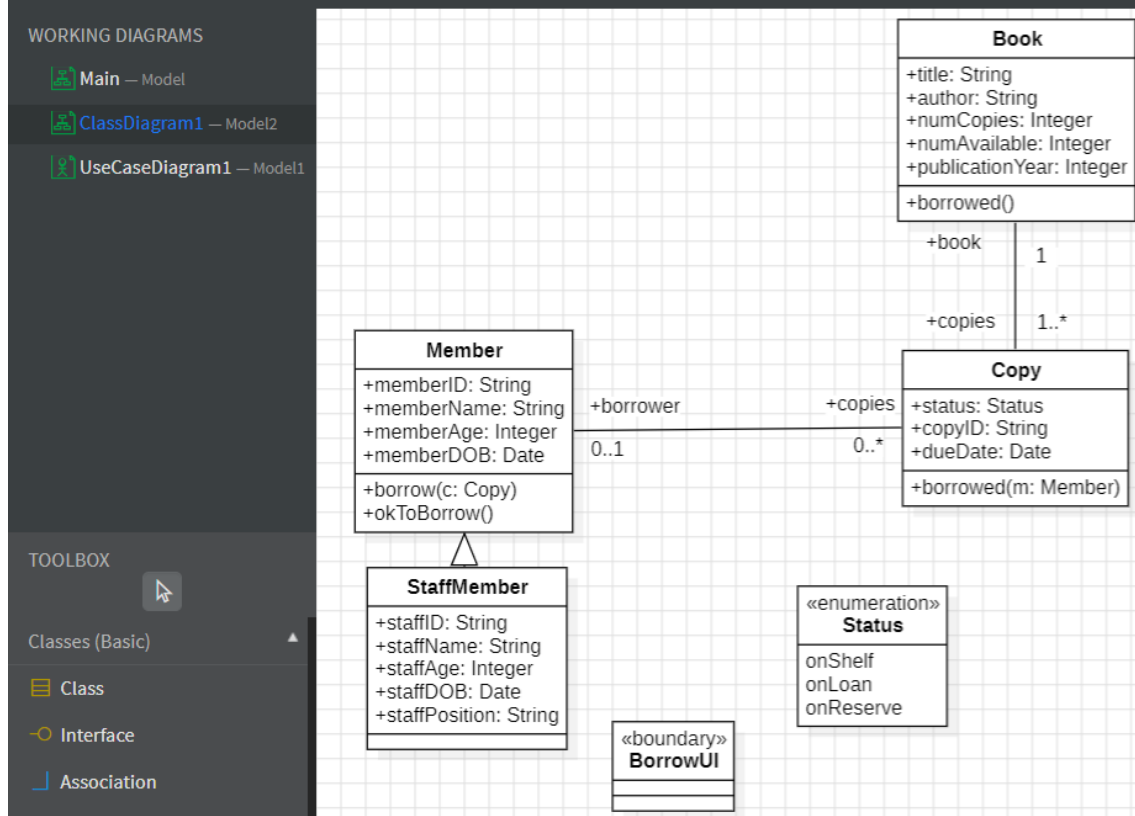 WORKING DIAGRAMS
Main — Model
ClassDiagram1 — Model2
UseCaseDiagram1 — Model1
TOOLBOX
Classes (Basic)
Class
Interface
Association
Book
+title: String
+author: String
+numCopies: Integer
+numAvailable: Integer
+publicationYear: Integer
+borrowed()
+book
1
+copies
1..*
Member
+memberID: String
+memberName: String
+memberAge: Integer
+memberDOB: Date
+borrow(c: Copy)
+okToBorrow()
+borrower
0..1
+copies
0..*
Copy
+status: Status
+copyID: String
+dueDate: Date
+borrowed(m: Member)
StaffMember
+staffID: String
+staffName: String
+staffAge: Integer
+staffDOB: Date
+staffPosition: String
«enumeration»
Status
onShelf
onLoan
onReserve
«boundary»
BorrowUI